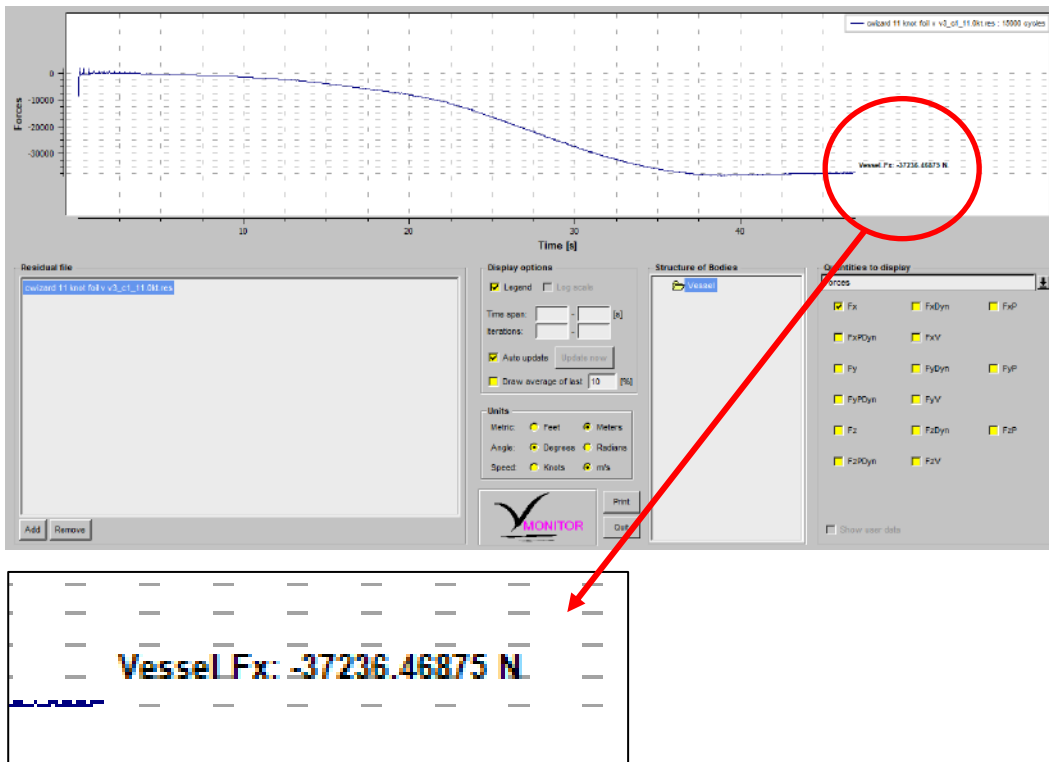 cwizard 11 knot foil v v3_c1_11.0kt.res : 15000 cycles
Forces
0
-10000
-20000
-30000
Vessel.Fx: -37236.46875 N
10
20
30
40
Time [s]
Residual file
cwizard 11 knot foil v v3_c1_11.0kt.res
Add
Remove
Display options
Legend
Log scale
Time span:
-
[s]
Iterations:
-
Auto update
Update now
Draw average of last
10
[%]
Units
Metric:
Feet
Meters
Angle:
Degrees
Radians
Speed:
Knots
m/s
MONITOR
Print
Quit
Structure of Bodies
Vessel
Quantities to display
Forces
Fx
FxDyn
FxP
FxPDyn
FxV
Fy
FyDyn
FyP
FyPDyn
FyV
Fz
FzDyn
FzP
FzPDyn
FzV
Show user data
Vessel.Fx: -37236.46875 N